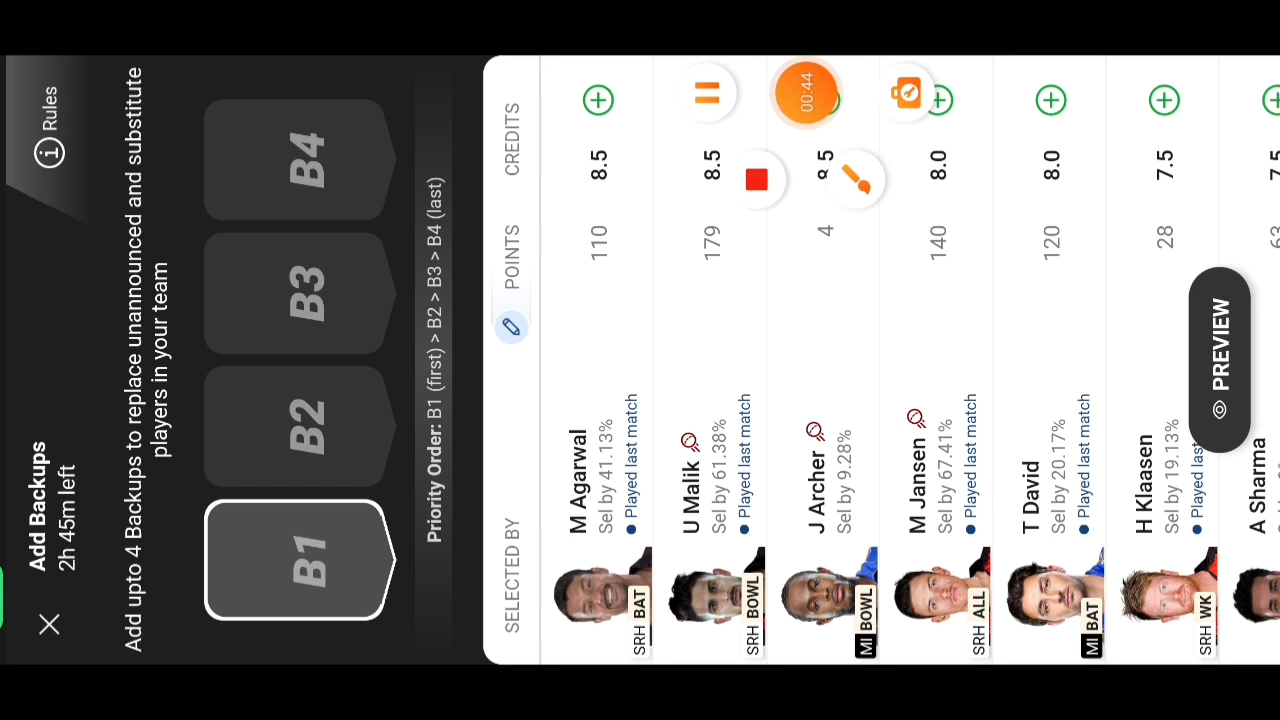 Add Backups
2h 45m left
Rules
Add upto 4 Backups to replace unannounced and substitute
players in your team
B1
B2
B3
B4
Priority Order: B1 (first) > B2 > B3 > B4 (last)
SELECTED BY
POINTS
CREDITS
M Agarwal
Sel by 41.13%
Played last match
SRH BAT
110
8.5
U Malik
Sel by 61.38%
Played last match
SRH BOWL
179
8.5
00:44
J Archer
Sel by 9.28%
MI BOWL
4
M Jansen
Sel by 67.41%
Played last match
SRH ALL
140
8.0
T David
Sel by 20.17%
Played last match
MI BAT
120
8.0
H Klaasen
Sel by 19.13%
Played last
SRH WK
28
7.5
A Sharma
PREVIEW